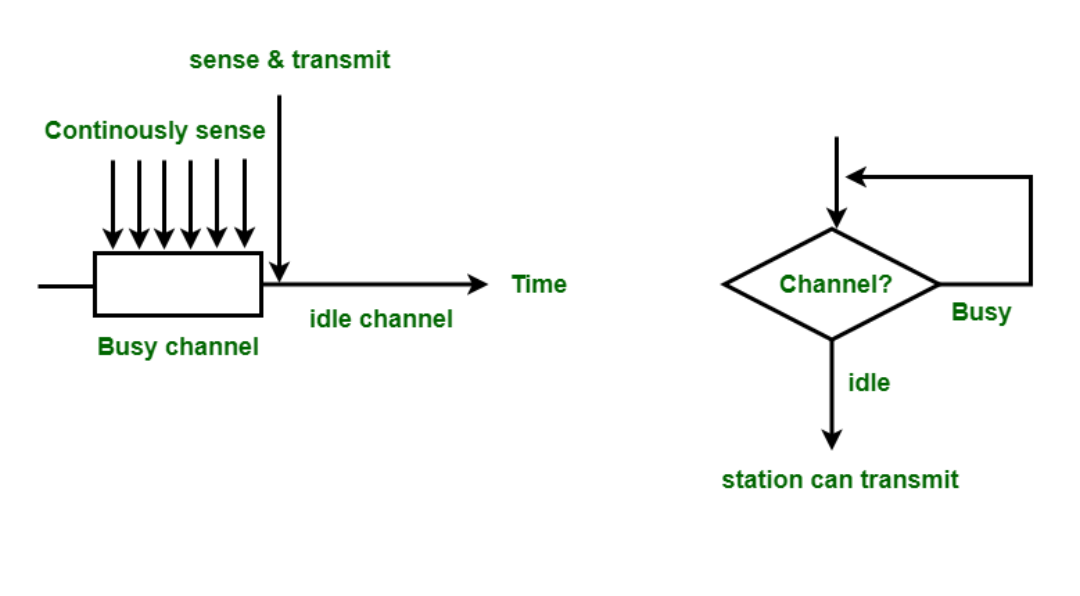 sense & transmit
Continously sense
Time
idle channel
Busy channel
Channel?
Busy
idle
station can transmit